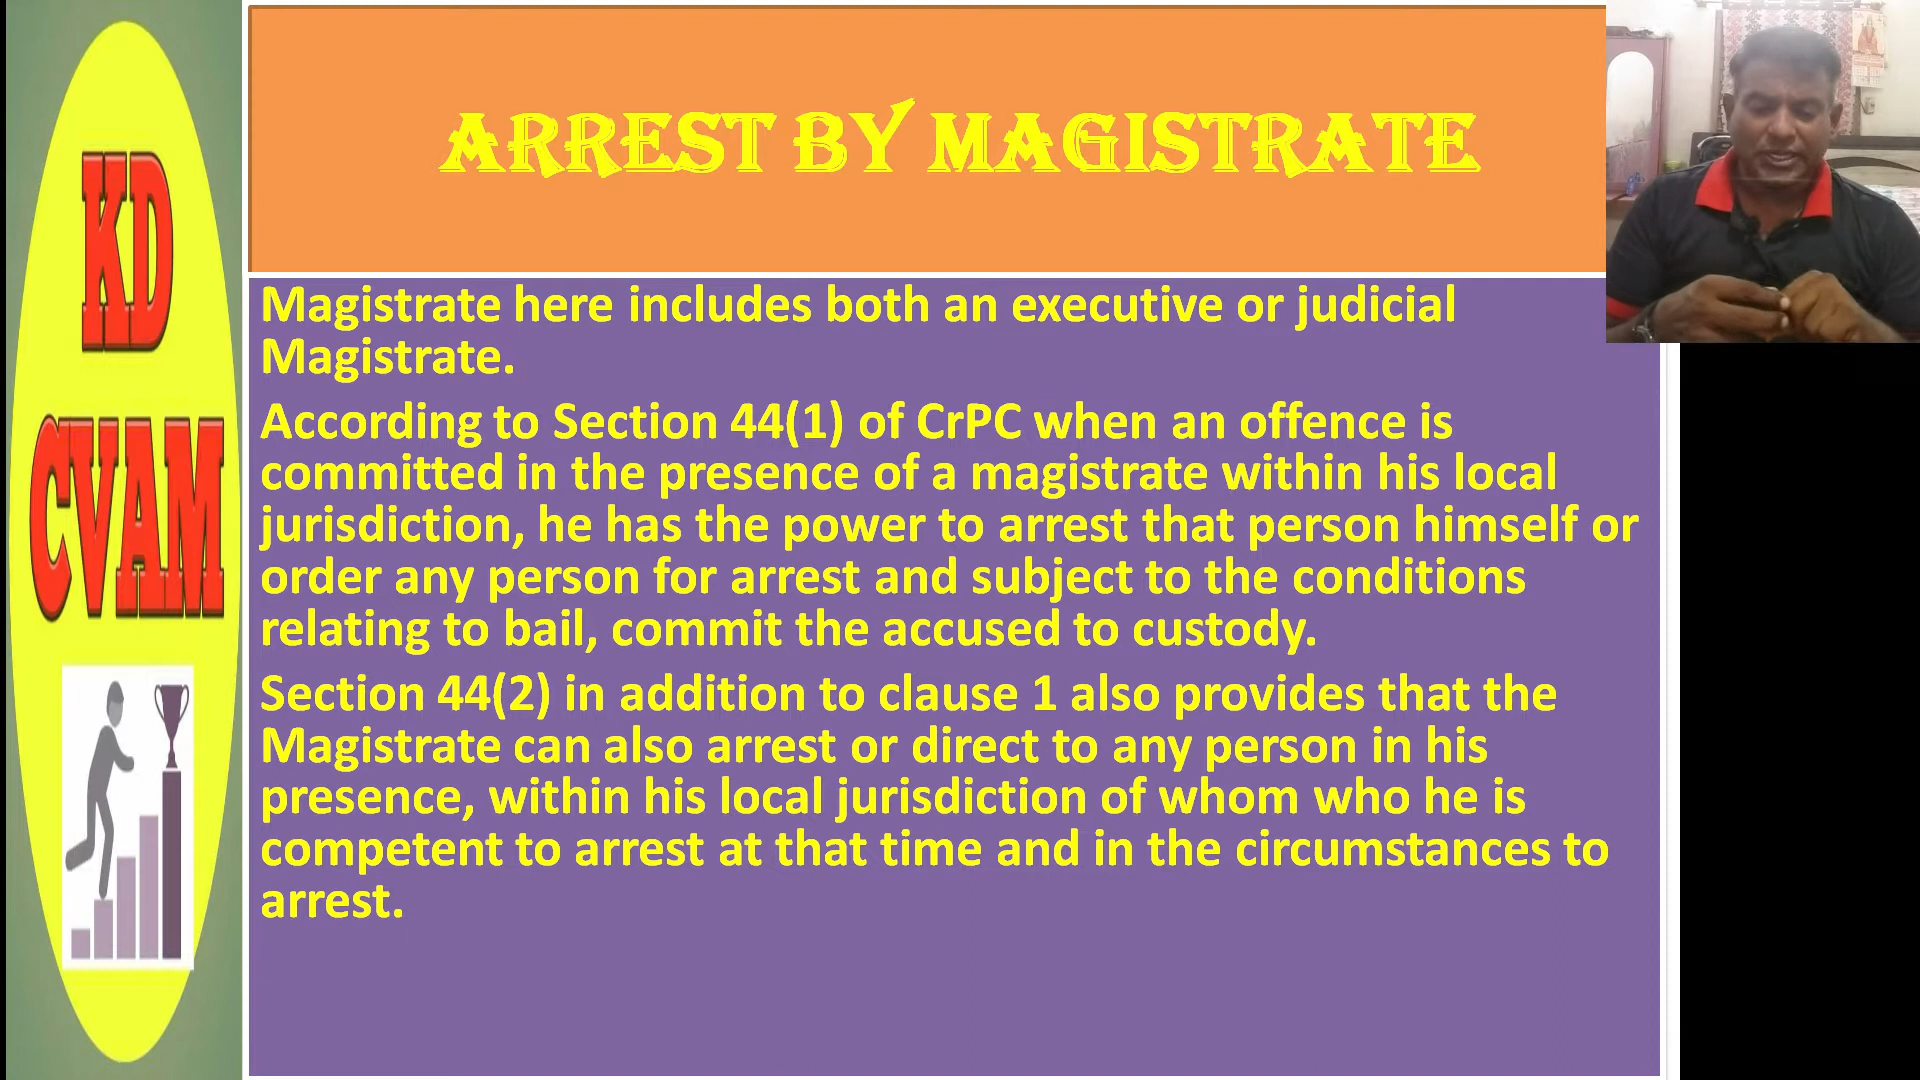 KD
CVAM
ARREST BY MAGISTRATE
Magistrate here includes both an executive or judicial
Magistrate.
According to Section 44(1) of CrPC when an offence is
committed in the presence of a magistrate within his local
jurisdiction, he has the power to arrest that person himself or
order any person for arrest and subject to the conditions
relating to bail, commit the accused to custody.
Section 44(2) in addition to clause 1 also provides that the
Magistrate can also arrest or direct to any person in his
presence, within his local jurisdiction of whom who he is
competent to arrest at that time and in the circumstances to
arrest.